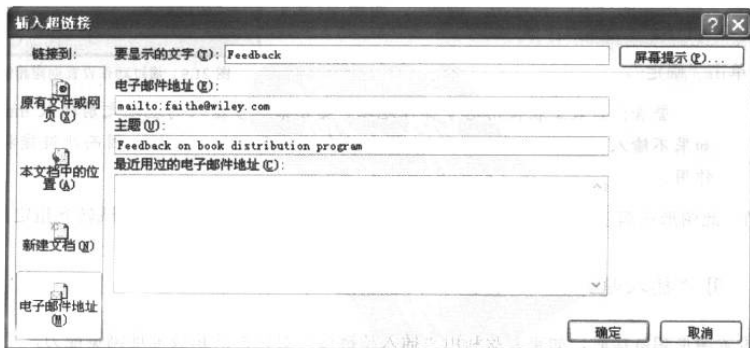 插入超链接
链接到:
要显示的文字(T): Feedback
屏幕提示(P)...
原有文件或网页(X)
电子邮件地址(E):
mailto:faithe@wiley.com
主题(U):
Feedback on book distribution program
本文档中的位置(A)
最近用过的电子邮件地址(C):
新建文档(N)
电子邮件地址(M)
确定
取消